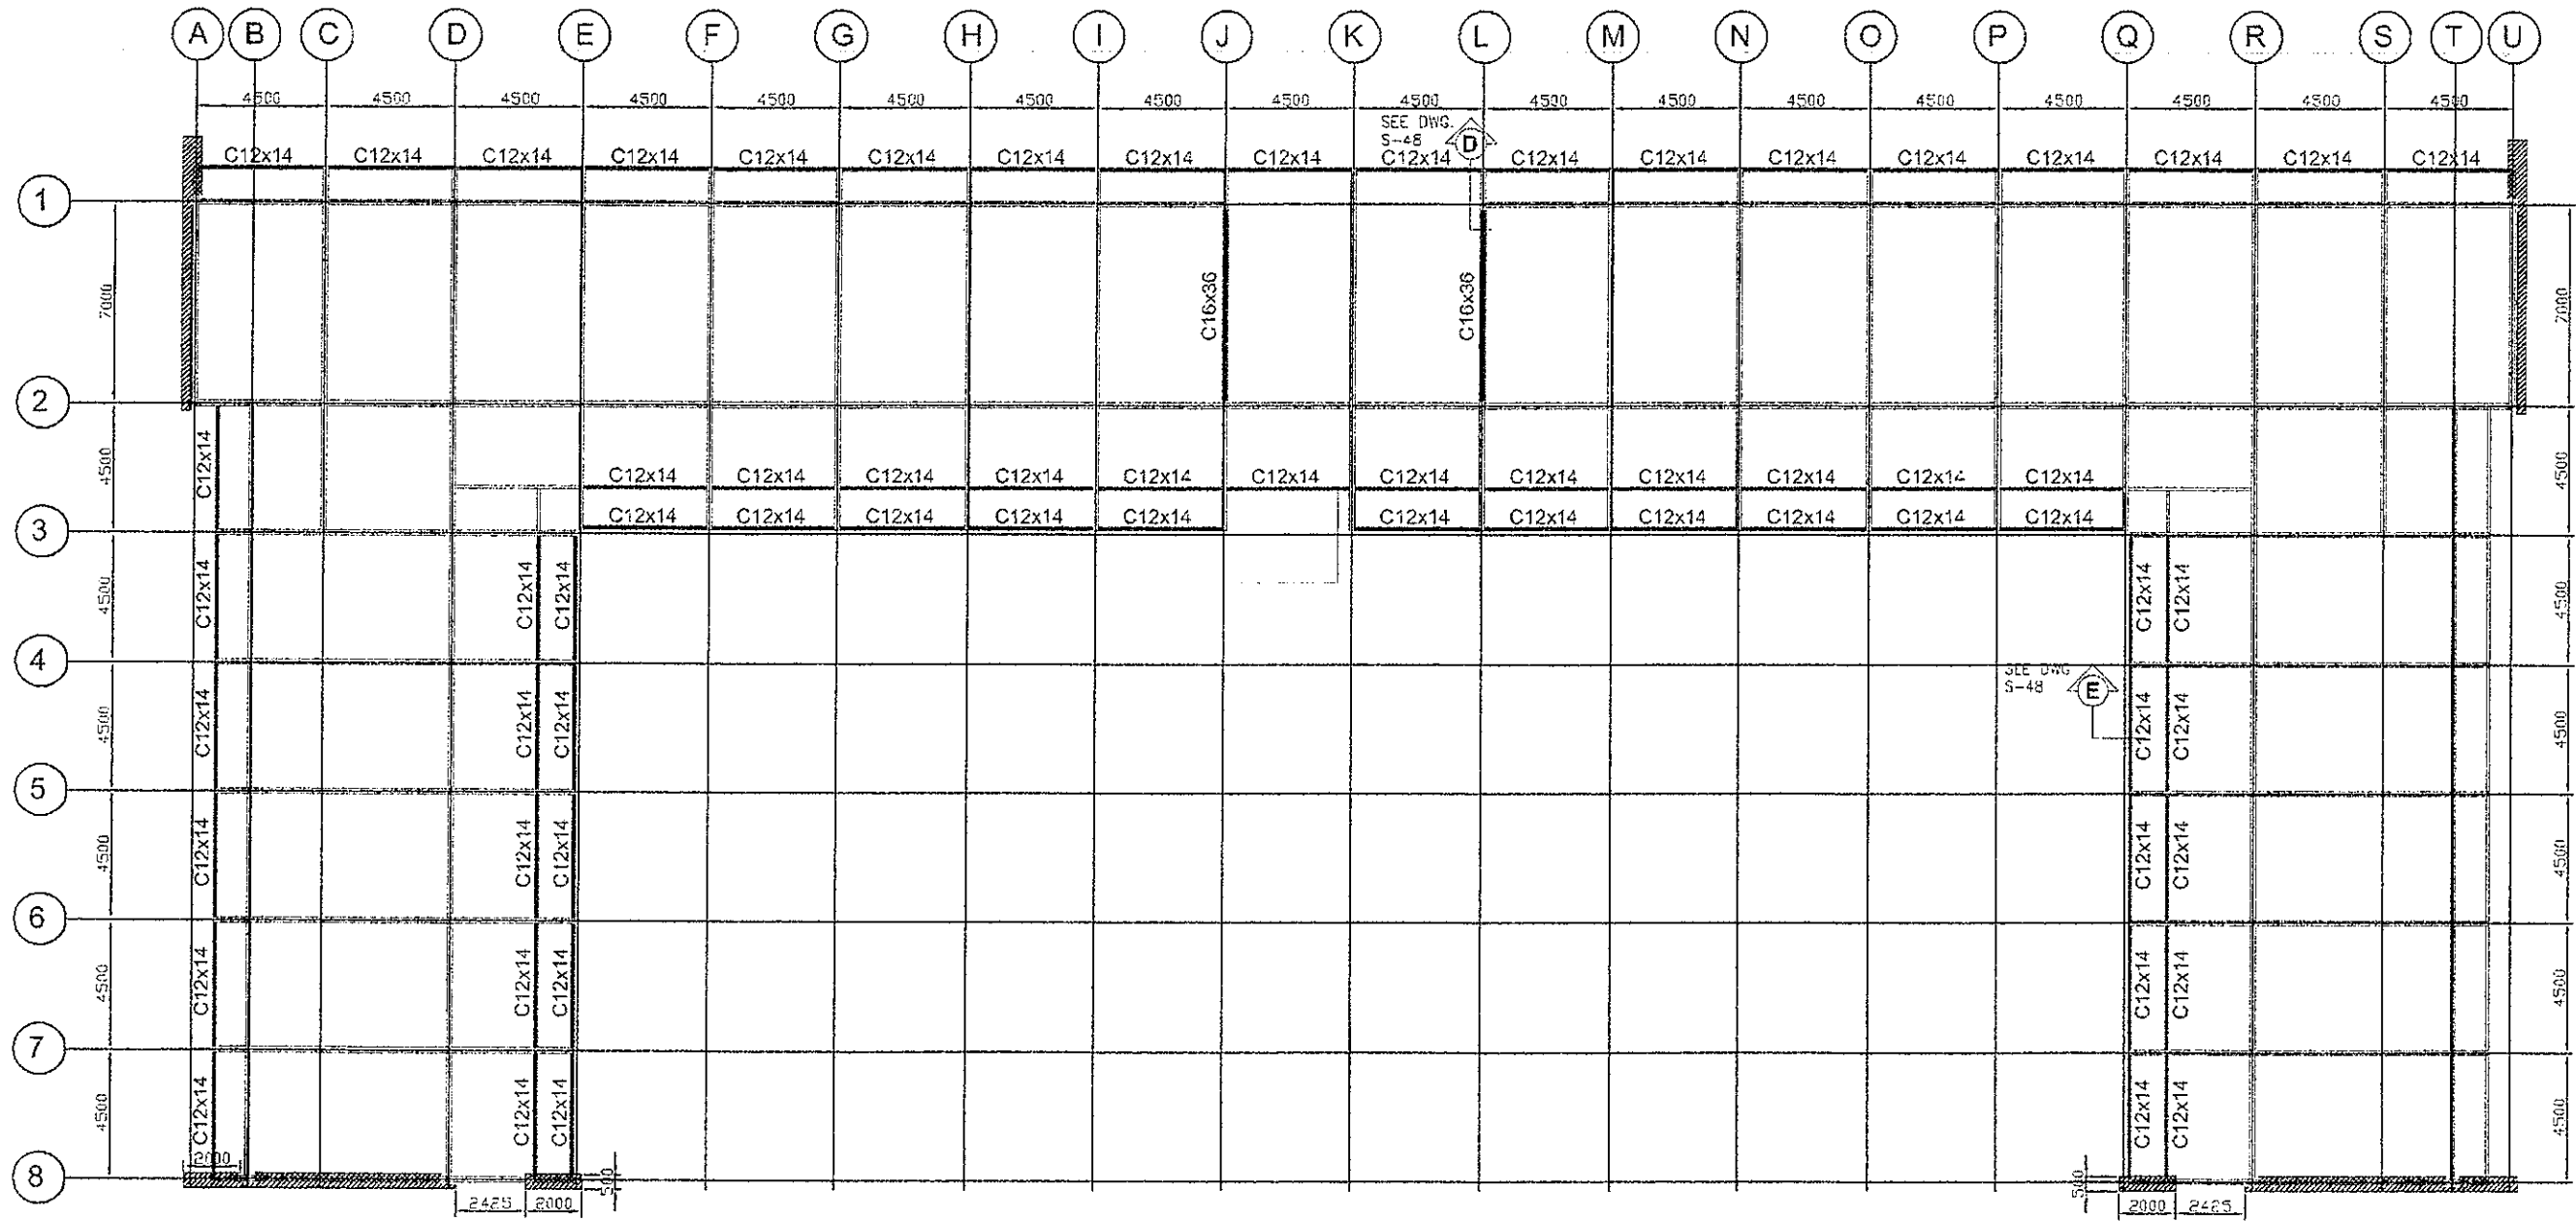 A B C D E F G H I J K L M N O P Q R S T U
4500 4500 4500 4500 4500 4500 4500 4500 4500 4500 4500 4500 4500 4500 4500 4500 4500 4500
SEE DWG.
S-48 D
C12x14 C12x14 C12x14 C12x14 C12x14 C12x14 C12x14 C12x14 C12x14 C12x14 C12x14 C12x14 C12x14 C12x14 C12x14 C12x14 C12x14 C12x14
1
7000 C16x36 C16x36 7000
2
4500 C12x14 4500
C12x14 C12x14 C12x14 C12x14 C12x14 C12x14 C12x14 C12x14 C12x14 C12x14 C12x14 C12x14
C12x14 C12x14 C12x14 C12x14 C12x14 C12x14 C12x14 C12x14 C12x14 C12x14 C12x14
3
4500 C12x14 C12x14 C12x14 C12x14 C12x14 4500
4
SEE DWG
S-48 E
4500 C12x14 C12x14 C12x14 C12x14 C12x14 4500
5
4500 C12x14 C12x14 C12x14 C12x14 C12x14 4500
6
4500 C12x14 C12x14 C12x14 C12x14 C12x14 4500
7
4500 C12x14 C12x14 C12x14 C12x14 C12x14 4500
2000
8
500 500
2425 2000 2000 2425